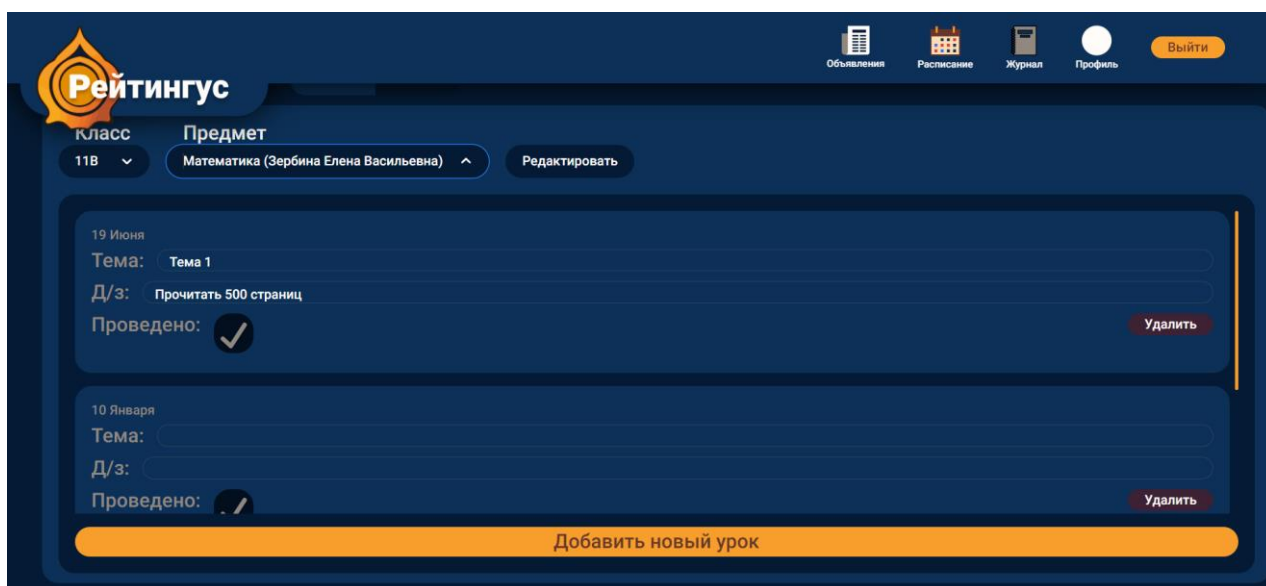 Объявления
Расписание
Журнал
Профиль
Выйти
Рейтингус
Класс
Предмет
11В
Математика (Зербина Елена Васильевна)
Редактировать
19 Июня
Тема: Тема 1
Д/з: Прочитать 500 страниц
Проведено:
Удалить
10 Января
Тема:
Д/з:
Проведено:
Удалить
Добавить новый урок